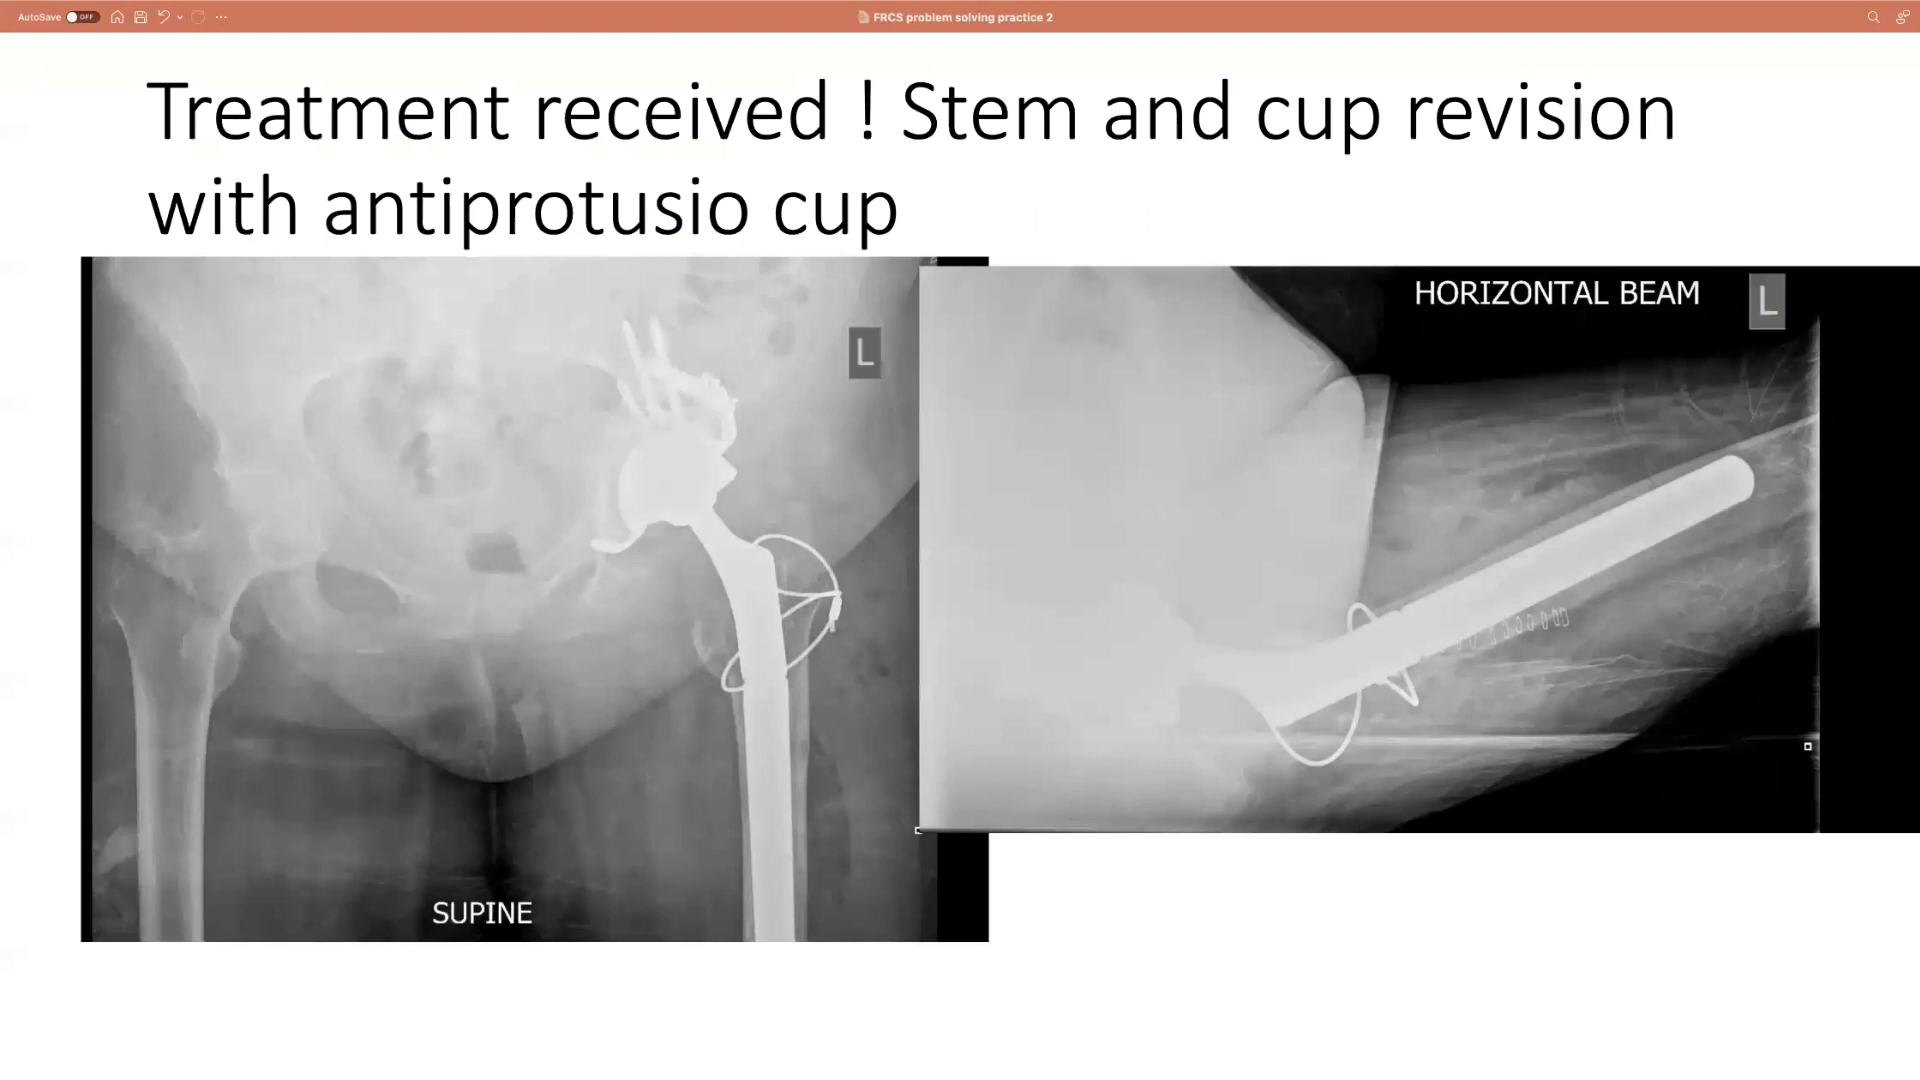 AutoSave OFF
FRCS problem solving practice 2
Treatment received ! Stem and cup revision
with antiprotusio cup
L
SUPINE
HORIZONTAL BEAM
L